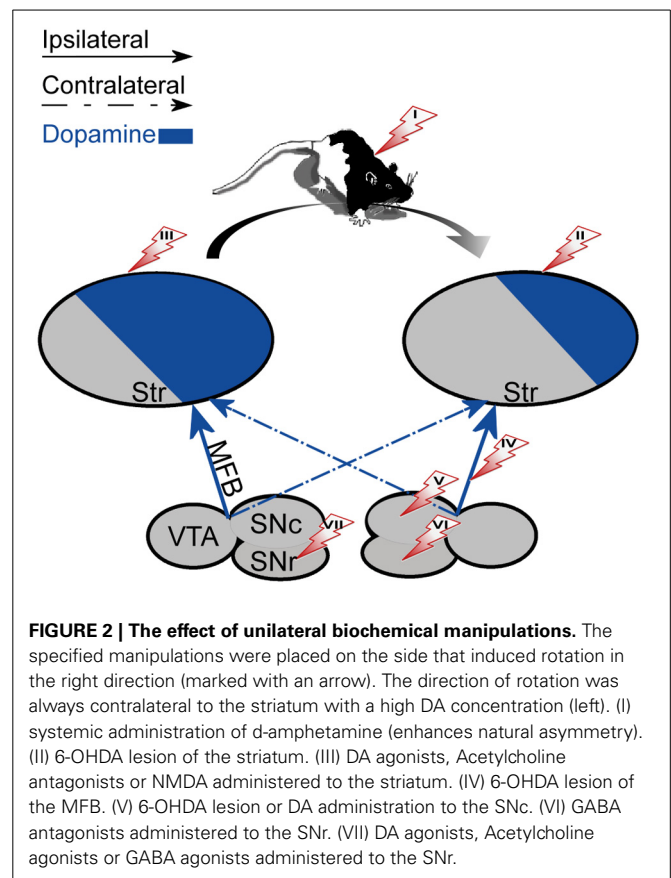 Ipsilateral
Contralateral
Dopamine
I
III
II
Str
Str
MFB
IV
V
VTA
SNc
VII
VI
SNr
FIGURE 2 | The effect of unilateral biochemical manipulations. The
specified manipulations were placed on the side that induced rotation in
the right direction (marked with an arrow). The direction of rotation was
always contralateral to the striatum with a high DA concentration (left). (I)
systemic administration of d-amphetamine (enhances natural asymmetry).
(II) 6-OHDA lesion of the striatum. (III) DA agonists, Acetylcholine
antagonists or NMDA administered to the striatum. (IV) 6-OHDA lesion of
the MFB. (V) 6-OHDA lesion or DA administration to the SNc. (VI) GABA
antagonists administered to the SNr. (VII) DA agonists, Acetylcholine
agonists or GABA agonists administered to the SNr.